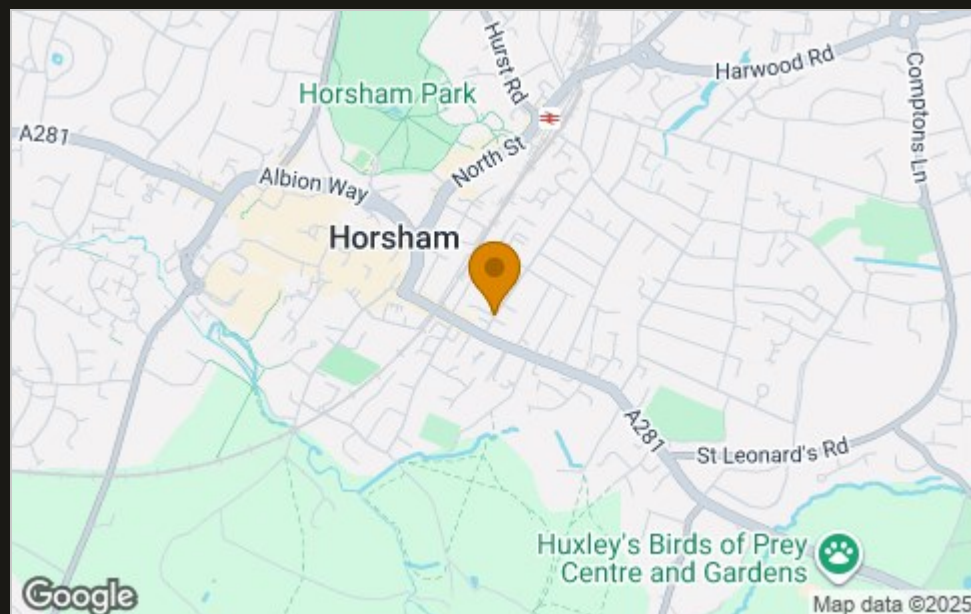 Hurst Rd
Harwood Rd
Horsham Park
Comptons Ln
A281
North St
Albion Way
Horsham
A281
St Leonard's Rd
Huxley's Birds of Prey
Centre and Gardens
Google
Map data ©2025